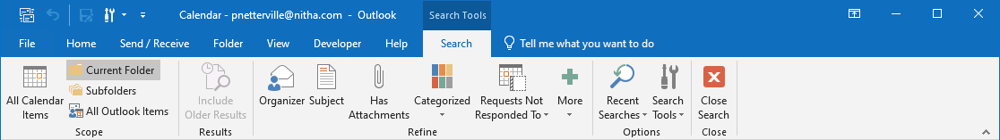 Calendar - pnetterville@nitha.com - Outlook
Search Tools
File Home Send / Receive Folder View Developer Help Search Tell me what you want to do
All Calendar Items
Current Folder
Subfolders
All Outlook Items
Scope
Include Older Results
Results
Organizer
Subject
Has Attachments
Categorized
Requests Not Responded To
More
Refine
Recent Searches
Search Tools
Options
Close Search
Close